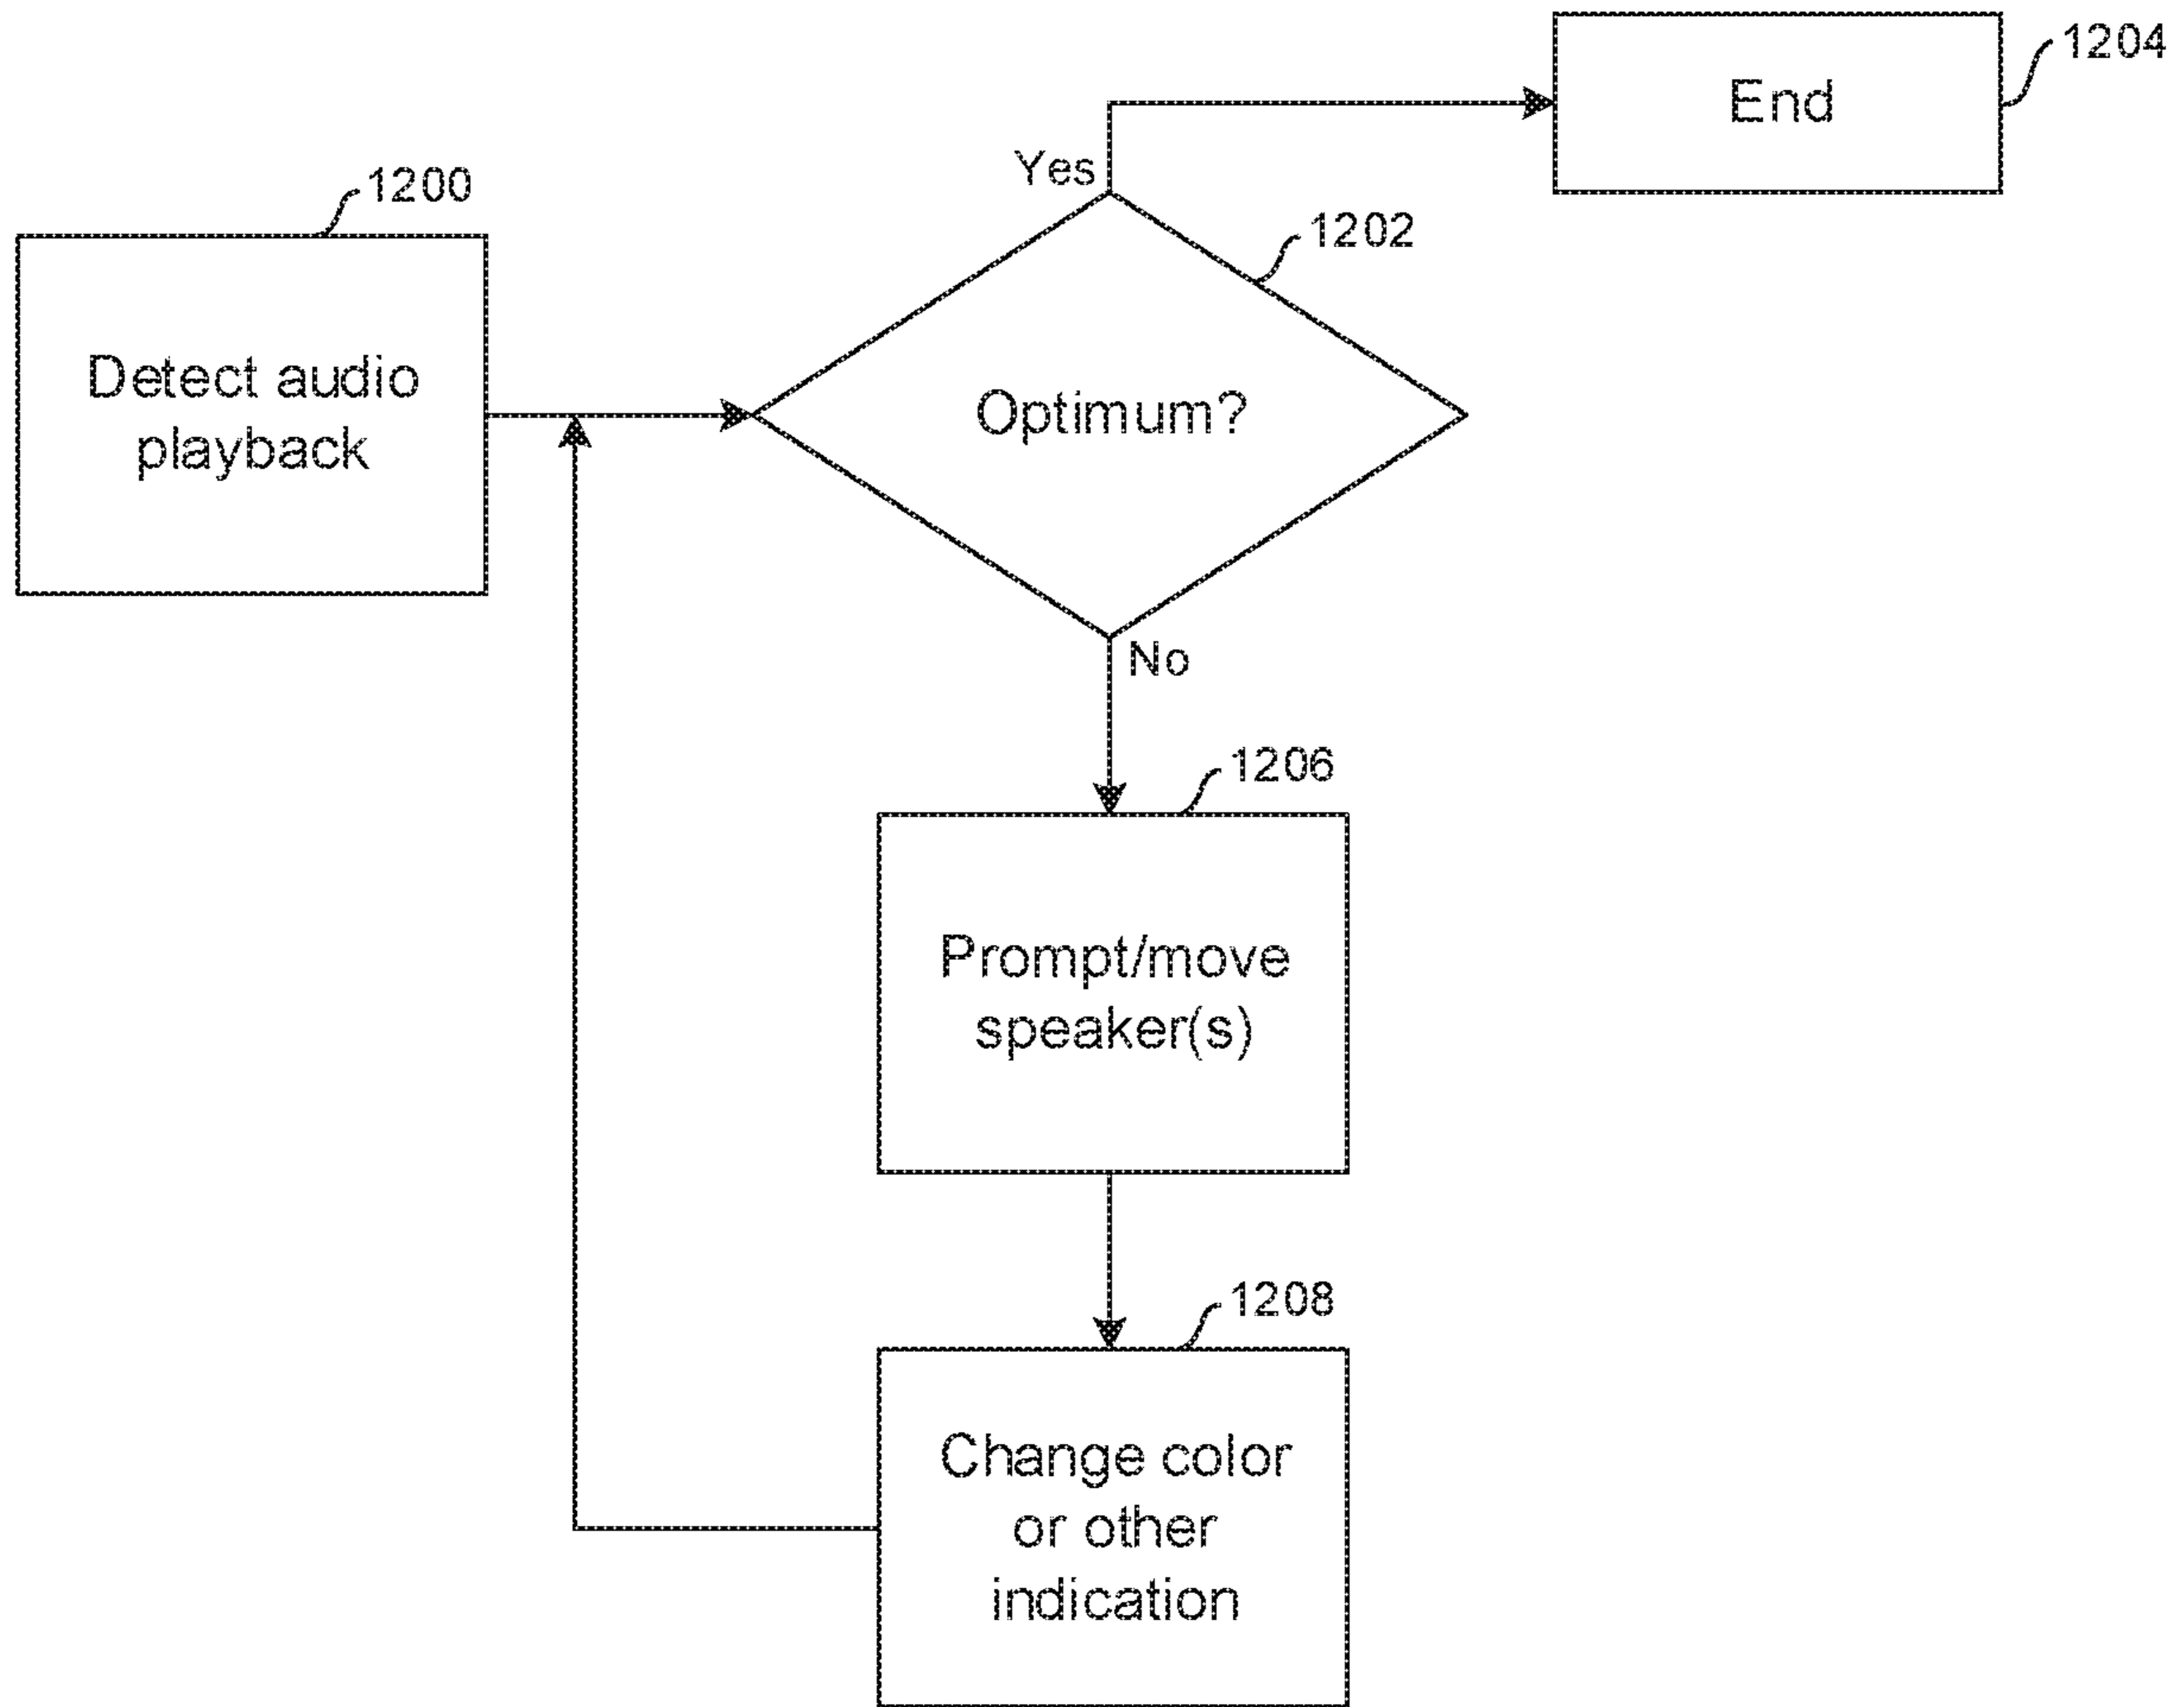 1204
End
Yes
1200
1202
Detect audio
playback
Optimum?
No
1206
Prompt/move
speaker(s)
1208
Change color
or other
indication